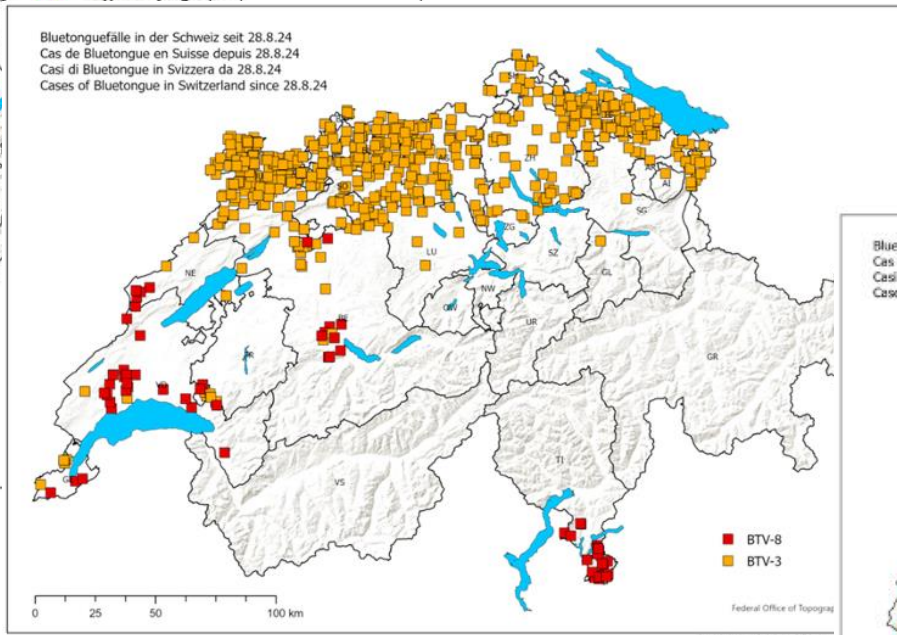 Bluetonguefälle in der Schweiz seit 28.8.24
Cas de Bluetongue en Suisse depuis 28.8.24
Casi di Bluetongue in Svizzera da 28.8.24
Cases of Bluetongue in Switzerland since 28.8.24
ZH
AI
SG
ZG
LU
SZ
NE
GL
NW
OW
UR
BE
GR
FR
VD
TI
VS
GE
BTV-8
BTV-3
0 25 50 100 km
Federal Office of Topograp
Blue
Cas
Casi
Case